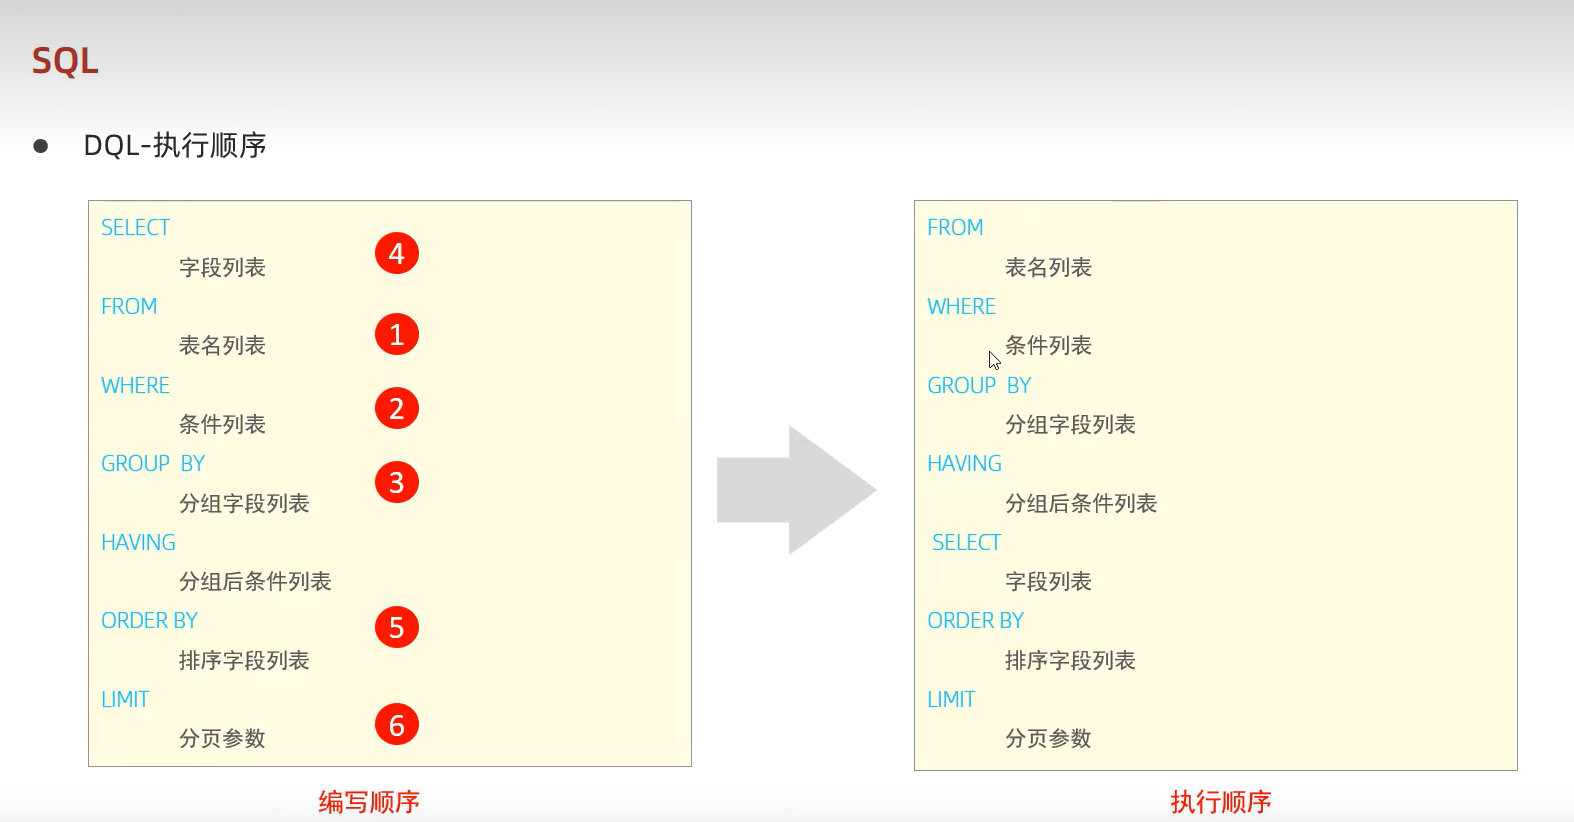 SQL
DQL-执行顺序
SELECT
字段列表
4
FROM
表名列表
1
WHERE
条件列表
2
GROUP BY
分组字段列表
3
HAVING
分组后条件列表
ORDER BY
排序字段列表
5
LIMIT
分页参数
6
编写顺序
FROM
表名列表
WHERE
条件列表
GROUP BY
分组字段列表
HAVING
分组后条件列表
SELECT
字段列表
ORDER BY
排序字段列表
LIMIT
分页参数
执行顺序